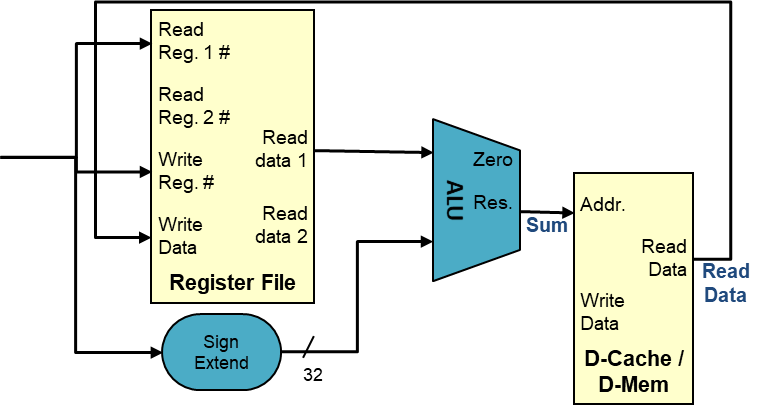 Read
Reg. 1 #
Read
Reg. 2 #
Write
Reg. #
Write
Data
Read
data 1
Read
data 2
Register File
Sign
Extend
32
ALU
Zero
Res.
Sum
Addr.
Read
Data
Write
Data
D-Cache /
D-Mem
Read
Data